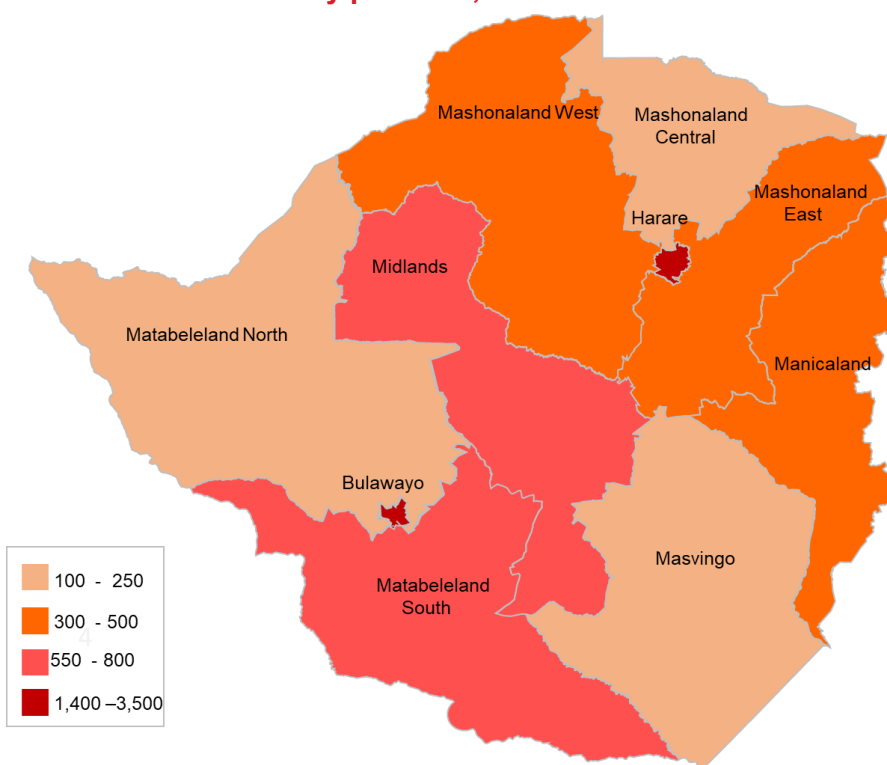 Mashonaland West
Mashonaland
Central
Mashonaland
East
Harare
Midlands
Matabeleland North
Manicaland
Bulawayo
Masvingo
Matabeleland
South
100 - 250
300 - 500
4
550 - 800
1,400 –3,500